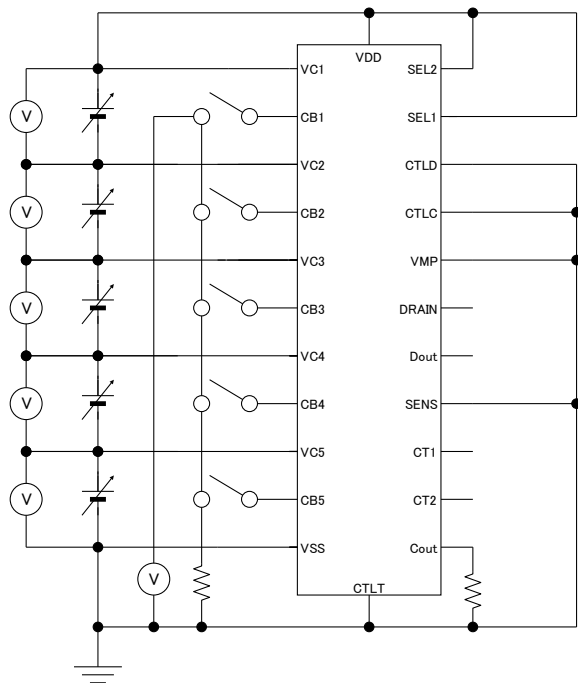 VDD
VC1 SEL2
V
CB1 SEL1
VC2 CTLD
V
CB2 CTLC
VC3 VMP
V
CB3 DRAIN
VC4 Dout
V
CB4 SENS
VC5 CT1
V
CB5 CT2
VSS Cout
V
CTLT